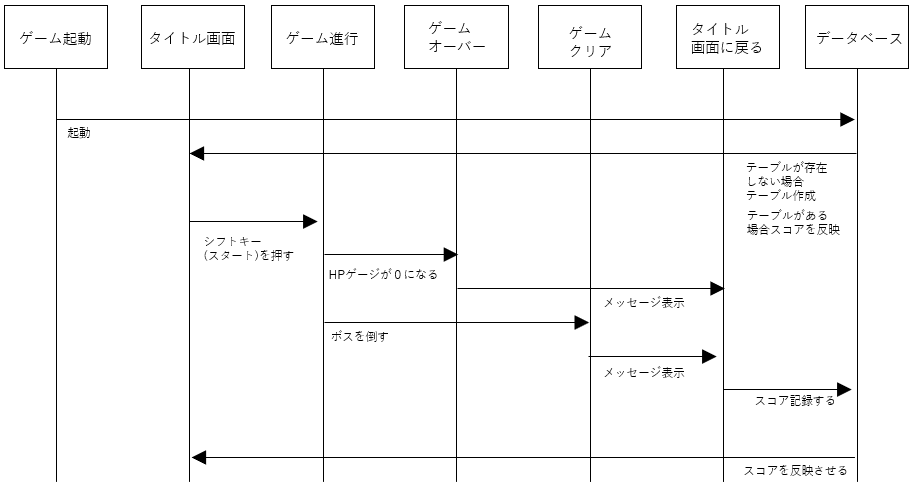 ゲーム起動
タイトル画面
ゲーム進行
ゲーム
オーバー
ゲーム
クリア
タイトル
画面に戻る
データベース
起動
テーブルが存在
しない場合
テーブル作成
テーブルがある
場合スコアを反映
シフトキー
(スタート)を押す
HPゲージが０になる
メッセージ表示
ボスを倒す
メッセージ表示
スコア記録する
スコアを反映させる